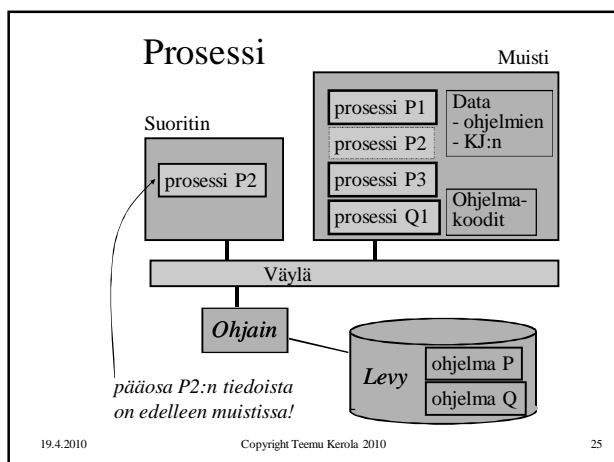 Prosessi
Muisti
Suoritin
prosessi P1
prosessi P2
prosessi P3
prosessi Q1
Data
- ohjelmien
- KJ:n
Ohjelma-
koodit
prosessi P2
Väylä
Ohjain
Levy
ohjelma P
ohjelma Q
pääosa P2:n tiedoista
on edelleen muistissa!
19.4.2010
Copyright Teemu Kerola 2010
25